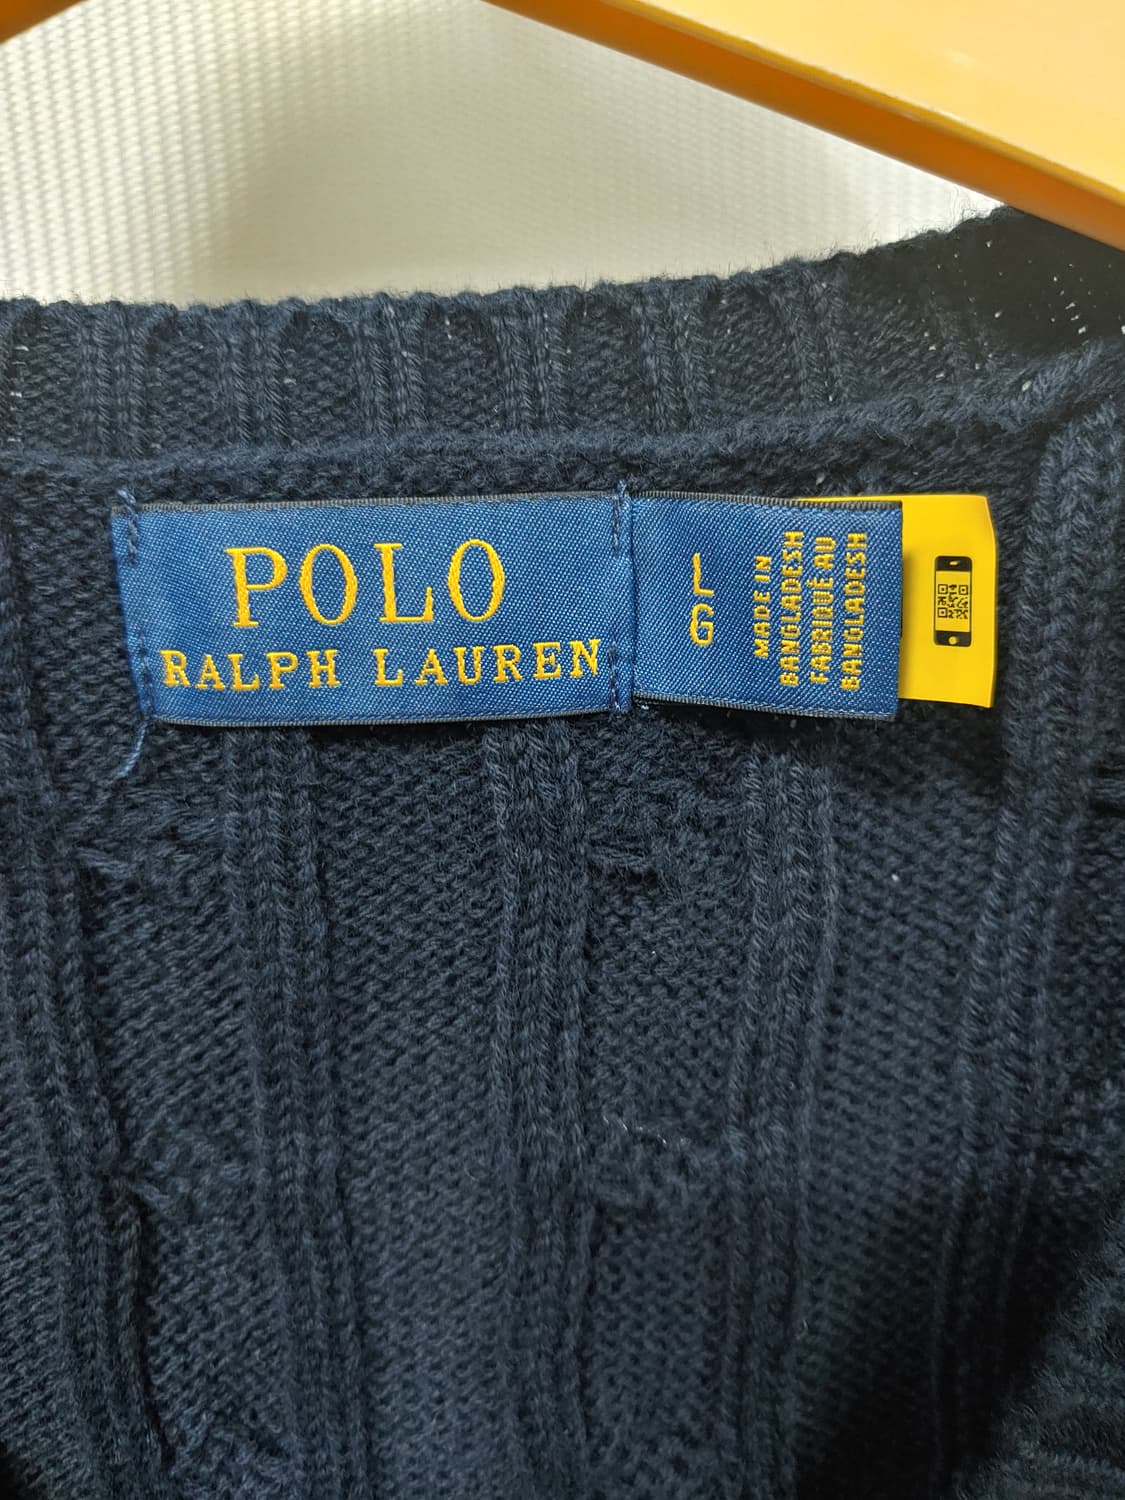 POLO
RALPH LAUREN
L
G
MADE IN
BANGLADESH
FABRIQUÉ AU
BANGLADESH